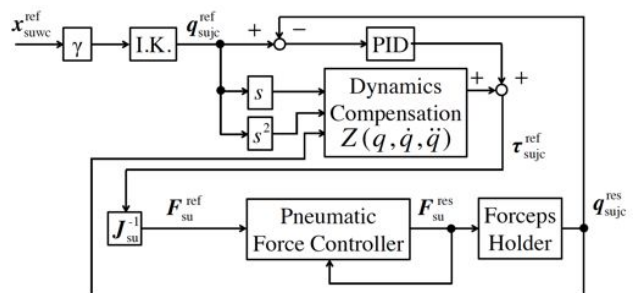 x_suwc^ref
γ
I.K.
q_sujc^ref
+
−
PID
+
+
s
s²
Dynamics
Compensation
Z(q, q̇, q̈)
τ_sujc^ref
J_su^-1
F_su^ref
Pneumatic
Force Controller
F_su^res
Forceps
Holder
q_sujc^res